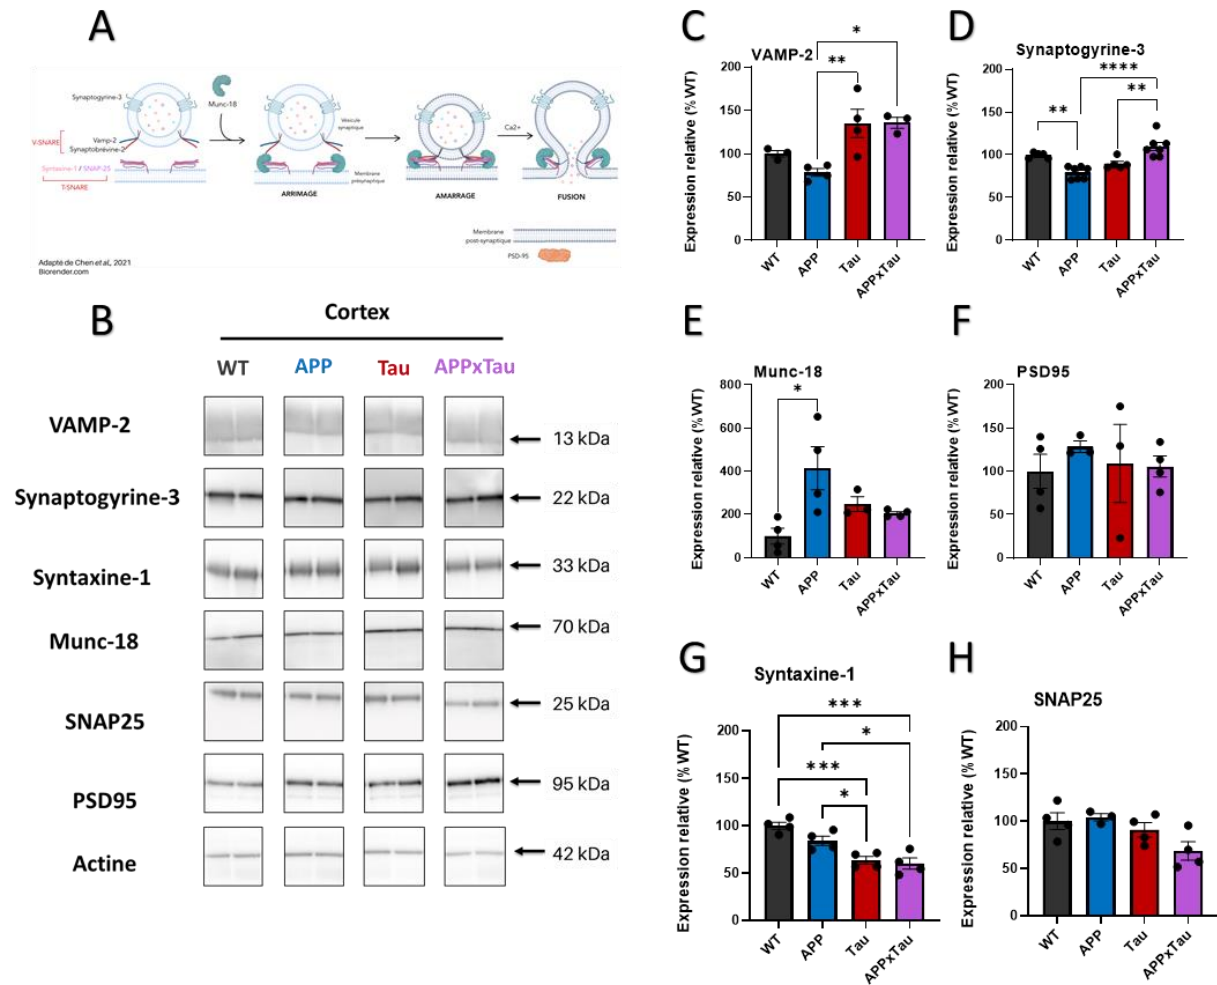 A
Synaptogyrine-3
Munc-18
V-SNARE
Vamp-2
Synaptobrévine-2
Syntaxine-1 / SNAP-25
T-SNARE
Vésicule
synaptique
Membrane
présynaptique
Ca2+
ARRIMAGE
AMARRAGE
FUSION
Membrane
post-synaptique
PSD-95
Adapté de Chen et al, 2021
Biorender.com
B
Cortex
WT APP Tau APPxTau
VAMP-2 13 kDa
Synaptogyrine-3 22 kDa
Syntaxine-1 33 kDa
Munc-18 70 kDa
SNAP25 25 kDa
PSD95 95 kDa
Actine 42 kDa
C
VAMP-2
Expression relative (% WT)
200
150
100
50
0
* 
**
WT APP Tau APPxTau
D
Synaptogyrine-3
Expression relative (% WT)
200
150
100
50
0
****
**
**
WT APP Tau APPxTau
E
Munc-18
Expression relative (% WT)
800
600
400
200
0
*
WT APP Tau APPxTau
F
PSD95
Expression relative (% WT)
200
150
100
50
0
WT APP Tau APPxTau
G
Syntaxine-1
Expression relative (% WT)
200
150
100
50
0
***
*
***
*
WT APP Tau APPxTau
H
SNAP25
Expression relative (% WT)
200
150
100
50
0
WT APP Tau APPxTau